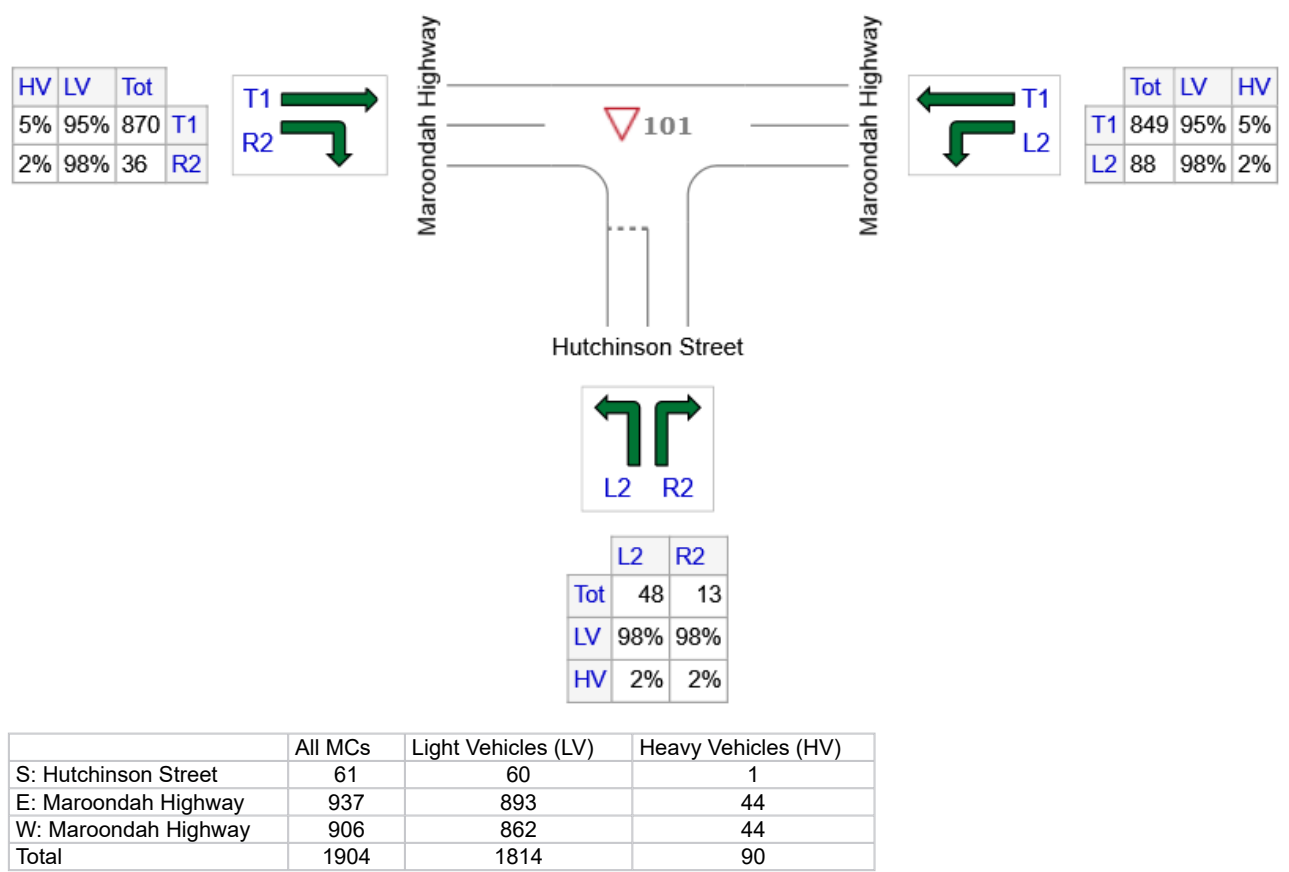 HV LV Tot
5% 95% 870 T1
2% 98% 36 R2
T1
R2
Maroondah Highway
101
Maroondah Highway
T1
L2
Tot LV HV
T1 849 95% 5%
L2 88 98% 2%
Hutchinson Street
L2 R2
L2 R2
Tot 48 13
LV 98% 98%
HV 2% 2%
All MCs Light Vehicles (LV) Heavy Vehicles (HV)
S: Hutchinson Street 61 60 1
E: Maroondah Highway 937 893 44
W: Maroondah Highway 906 862 44
Total 1904 1814 90